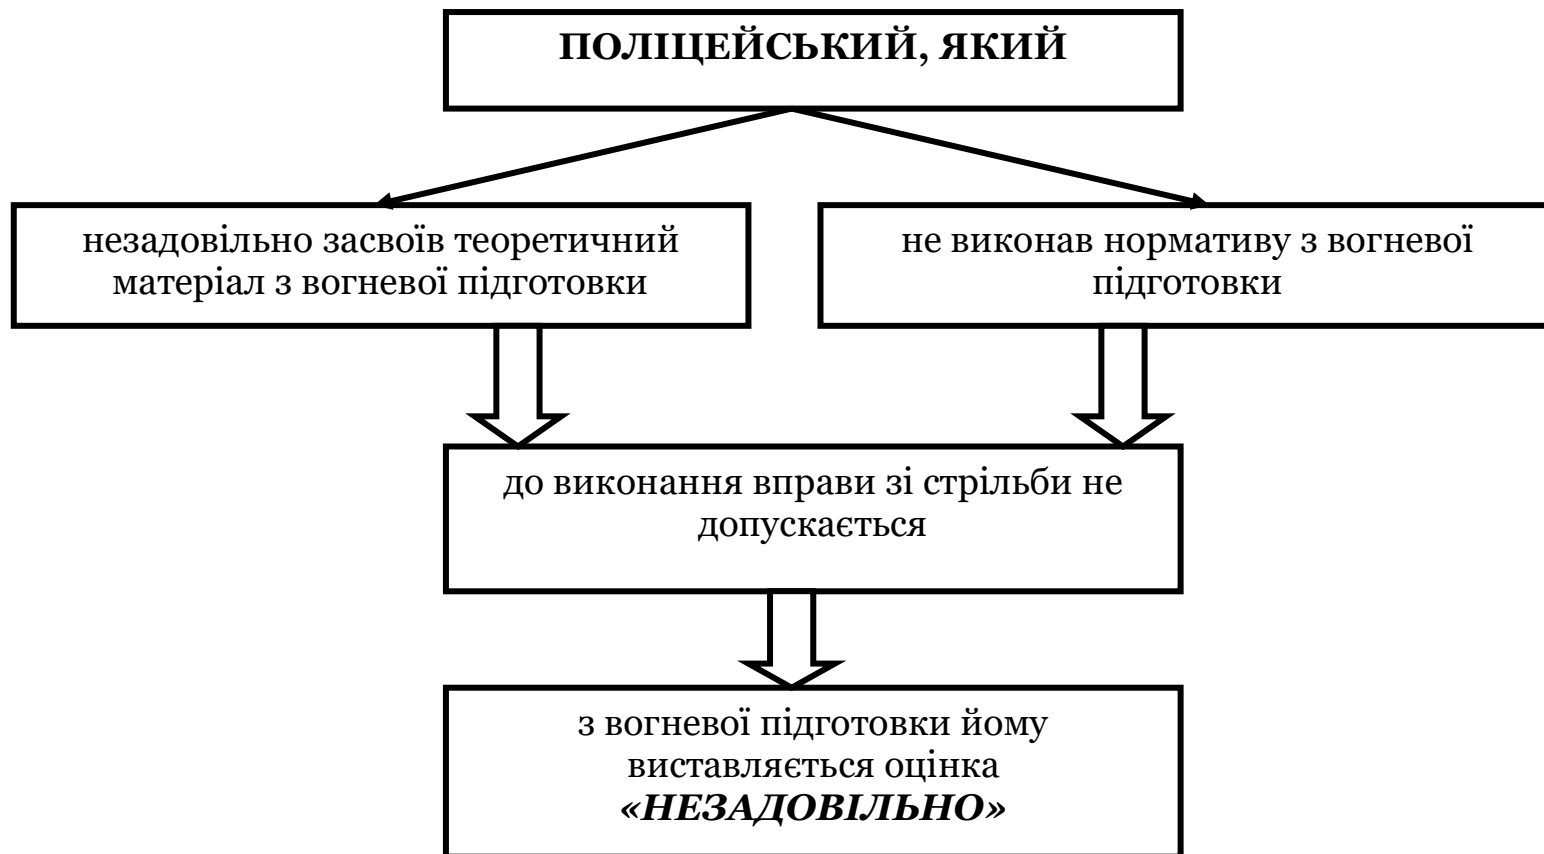 ПОЛІЦЕЙСЬКИЙ, ЯКИЙ
незадовільно засвоїв теоретичний
матеріал з вогневої підготовки
не виконав нормативу з вогневої
підготовки
до виконання вправи зі стрільби не
допускається
з вогневої підготовки йому
виставляється оцінка
«НЕЗАДОВІЛЬНО»